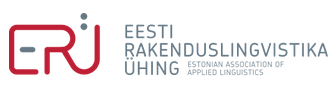 ERÜ
EESTI
RAKENDUSLINGVISTIKA
ÜHING ESTONIAN ASSOCIATION OF
APPLIED LINGUISTICS